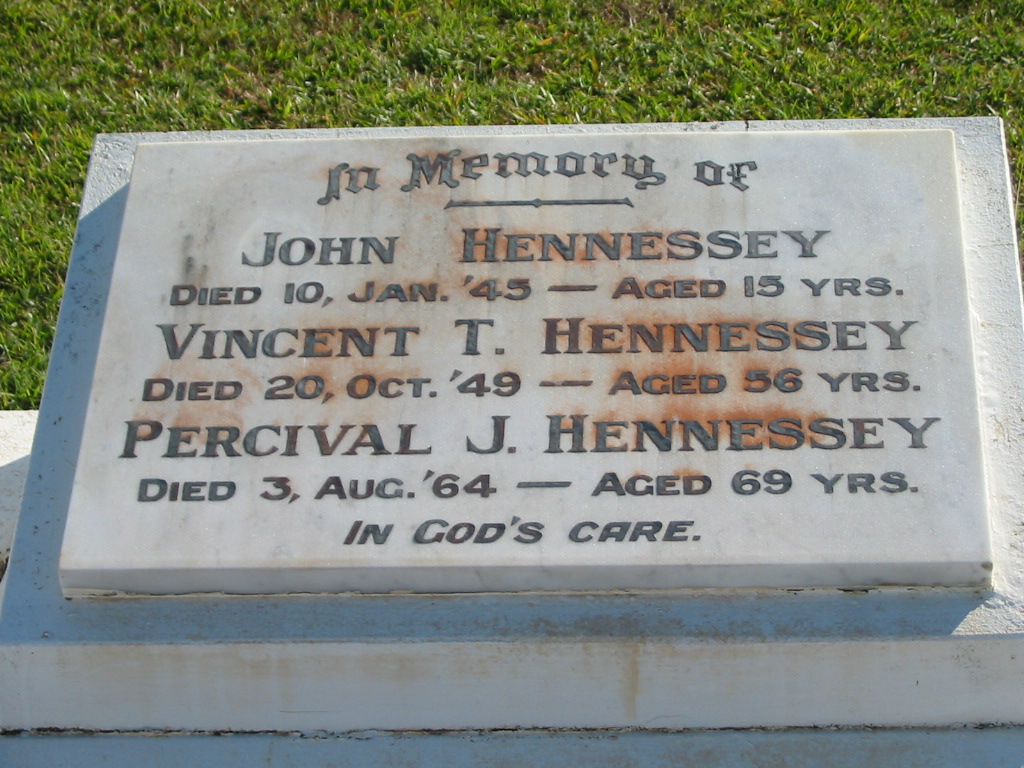 In Memory of
JOHN HENNESSEY
DIED 10, JAN. '45 — AGED 15 YRS.
VINCENT T. HENNESSEY
DIED 20, OCT. '49 — AGED 56 YRS.
PERCIVAL J. HENNESSEY
DIED 3, AUG. '64 — AGED 69 YRS.
IN GOD'S CARE.